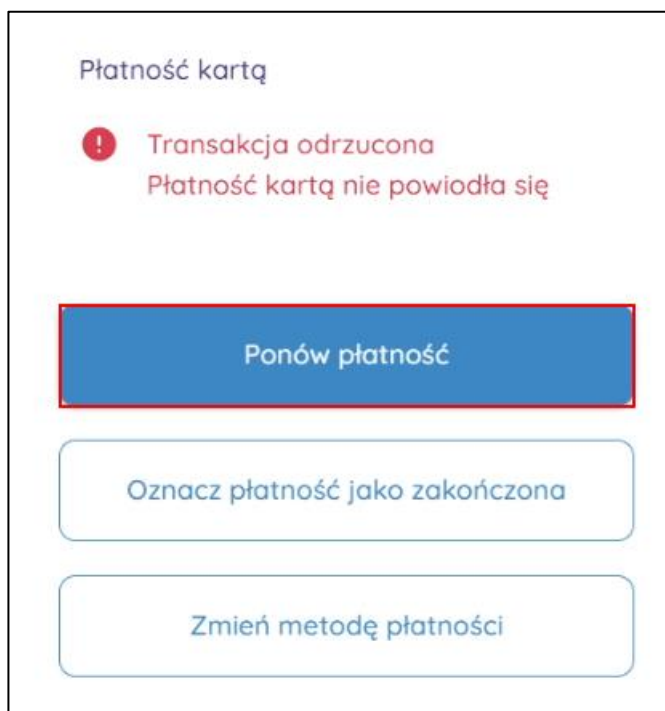 Płatność kartą
Transakcja odrzucona
Płatność kartą nie powiodła się
Ponów płatność
Oznacz płatność jako zakończona
Zmień metodę płatności